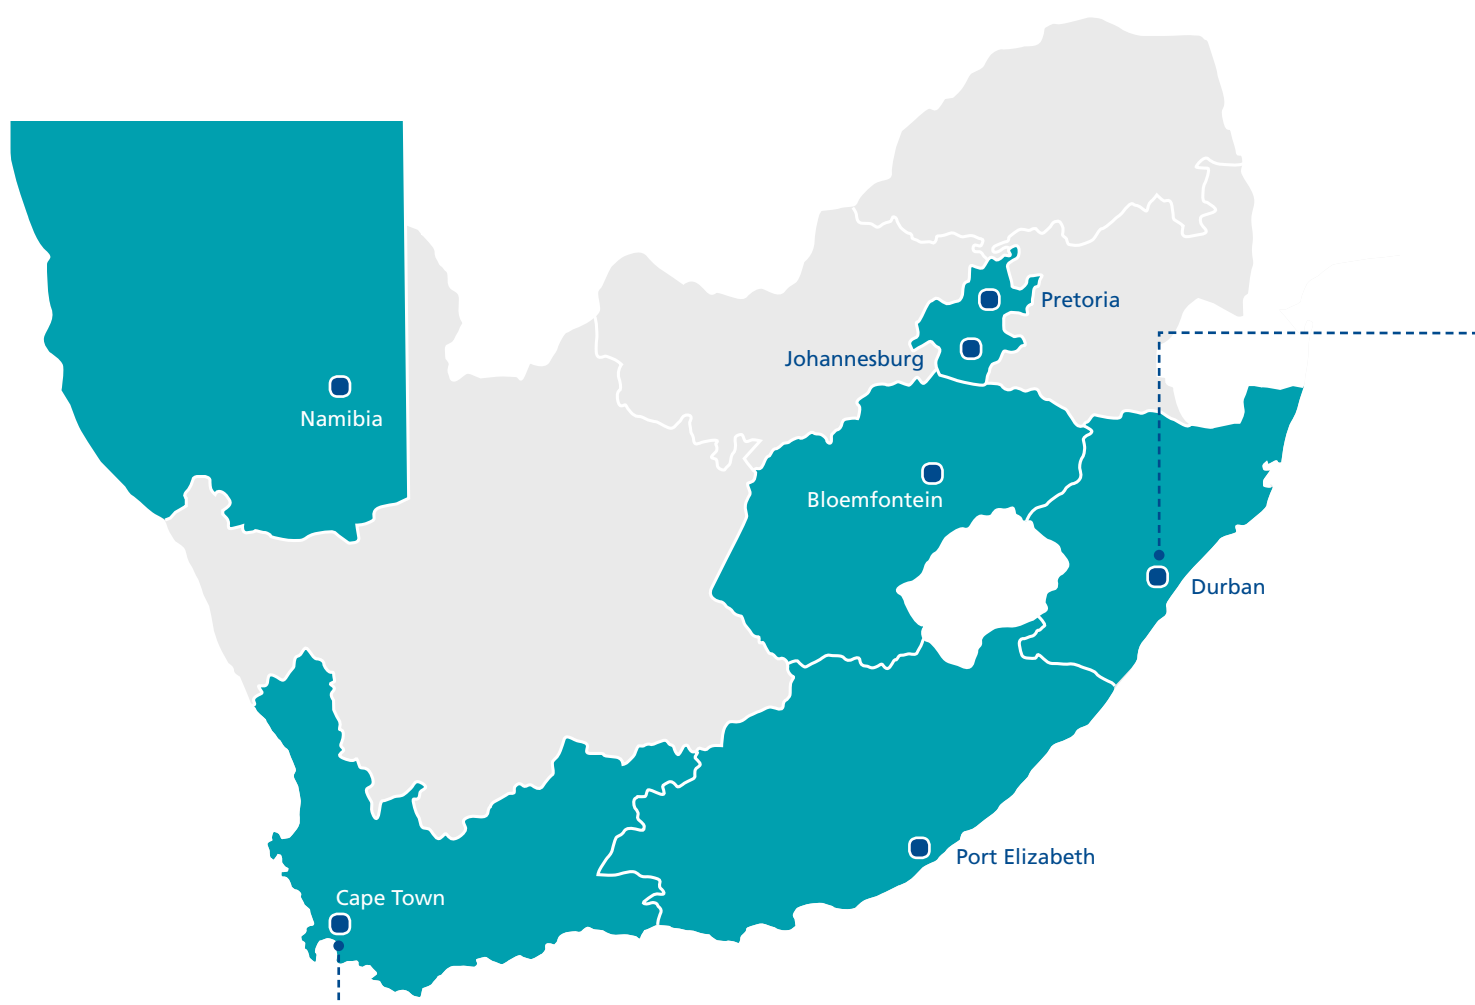 Pretoria
Johannesburg
Namibia
Bloemfontein
Durban
Port Elizabeth
Cape Town